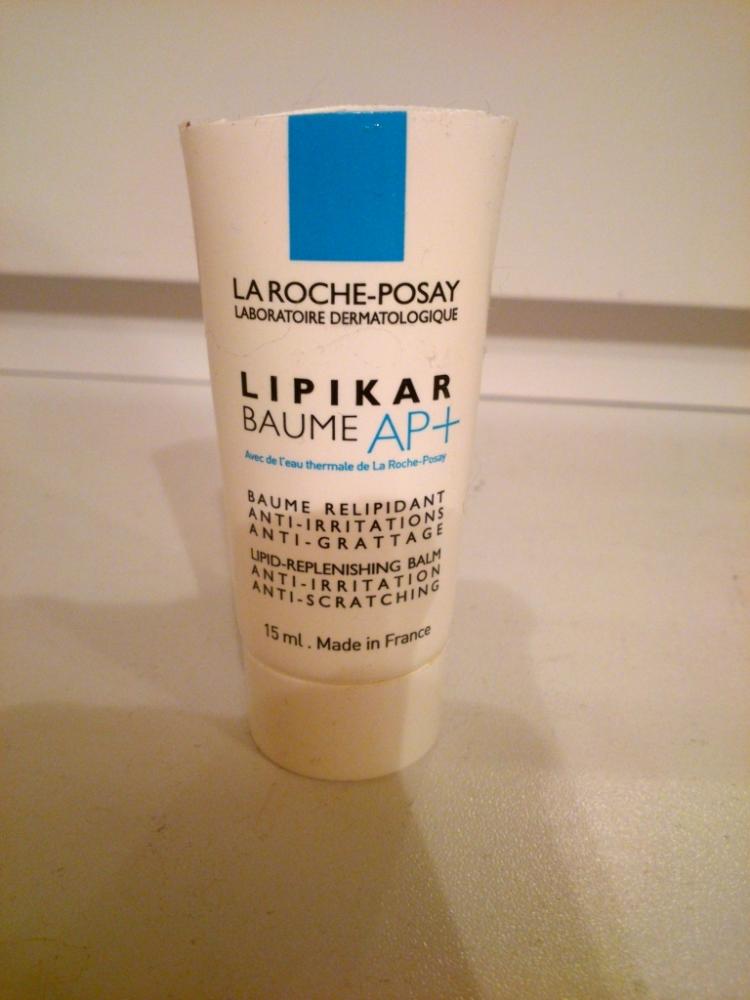 LA ROCHE-POSAY
LABORATOIRE DERMATOLOGIQUE
LIPIKAR
BAUME AP+
Avec de l'eau thermale de La Roche-Posay
BAUME RELIPIDANT
ANTI-IRRITATIONS
ANTI-GRATTAGE
LIPID-REPLENISHING BALM
ANTI-IRRITATION
ANTI-SCRATCHING
15 ml . Made in France